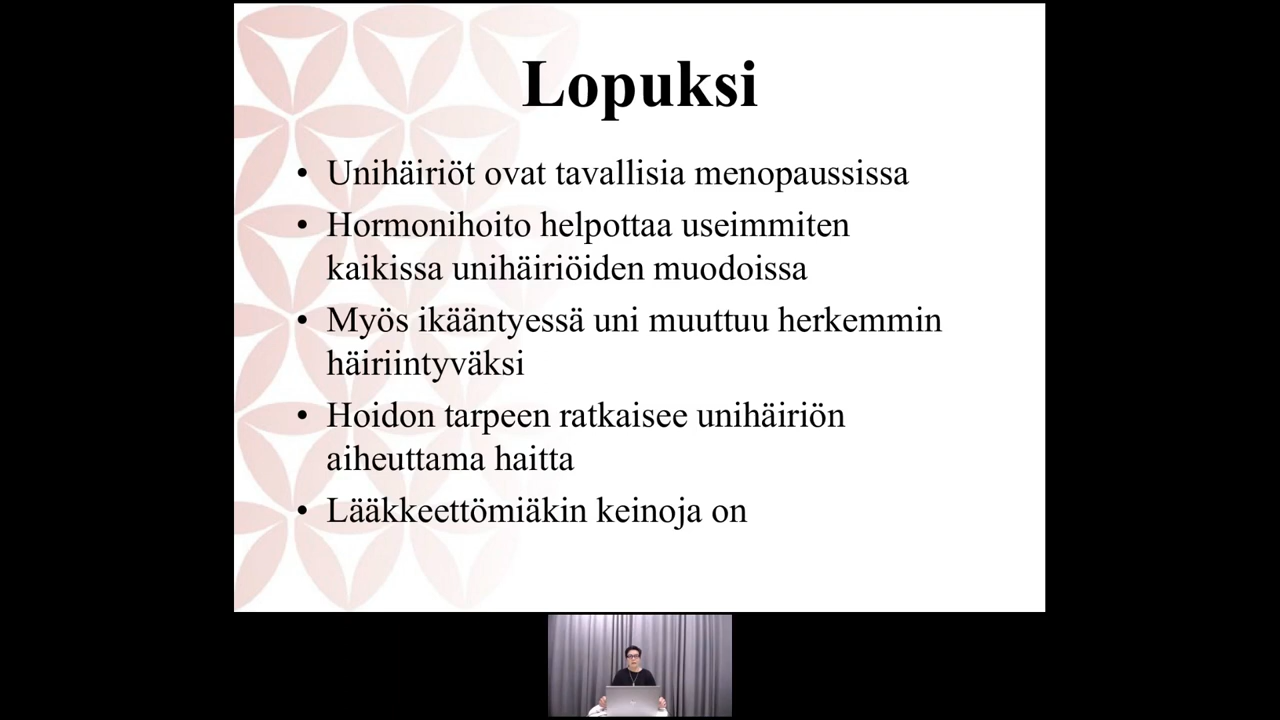 Lopuksi
• Unihäiriöt ovat tavallisia menopaussissa
• Hormonihoito helpottaa useimmiten
kaikissa unihäiriöiden muodoissa
• Myös ikääntyessä uni muuttuu herkemmin
häiriintyväksi
• Hoidon tarpeen ratkaisee unihäiriön
aiheuttama haitta
• Lääkkeettömiäkin keinoja on